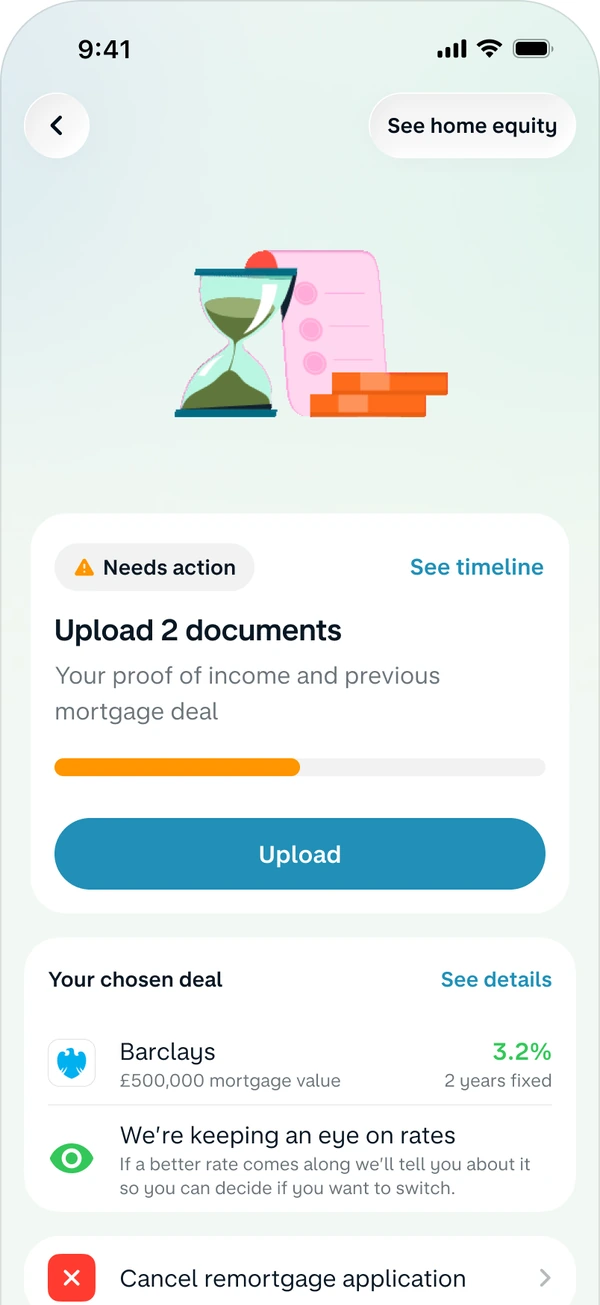 9:41
See home equity
Needs action
See timeline
Upload 2 documents
Your proof of income and previous
mortgage deal
Upload
Your chosen deal
See details
Barclays
3.2%
£500,000 mortgage value
2 years fixed
We’re keeping an eye on rates
If a better rate comes along we’ll tell you about it
so you can decide if you want to switch.
Cancel remortgage application